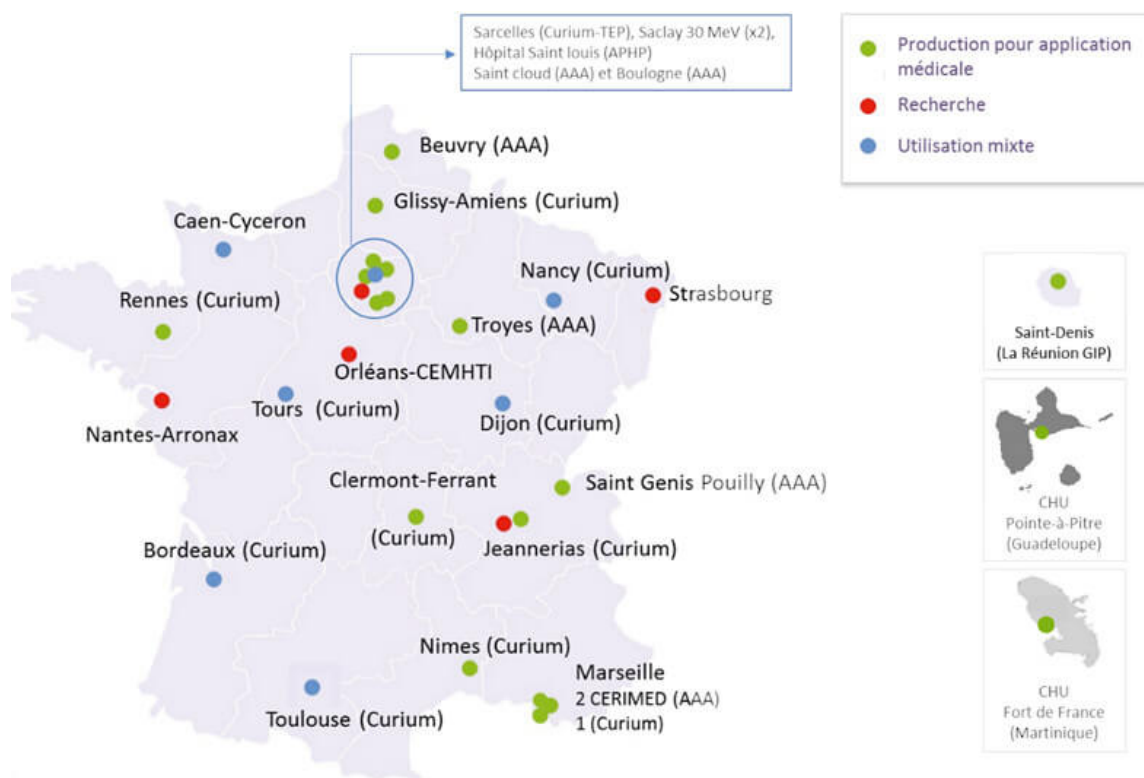 Sarcelles (Curium-TEP), Saclay 30 MeV (x2),
Hôpital Saint louis (APHP)
Saint cloud (AAA) et Boulogne (AAA)
Production pour application
médicale
Recherche
Utilisation mixte
Beuvry (AAA)
Glissy-Amiens (Curium)
Caen-Cyceron
Nancy (Curium)
Strasbourg
Rennes (Curium)
Troyes (AAA)
Orléans-CEMHTI
Tours (Curium)
Dijon (Curium)
Nantes-Arronax
Clermont-Ferrant
(Curium)
Saint Genis Pouilly (AAA)
Jeannerias (Curium)
Bordeaux (Curium)
Nimes (Curium)
Marseille
2 CERIMED (AAA)
1 (Curium)
Toulouse (Curium)
Saint-Denis
(La Réunion GIP)
CHU
Pointe-à-Pitre
(Guadeloupe)
CHU
Fort de France
(Martinique)